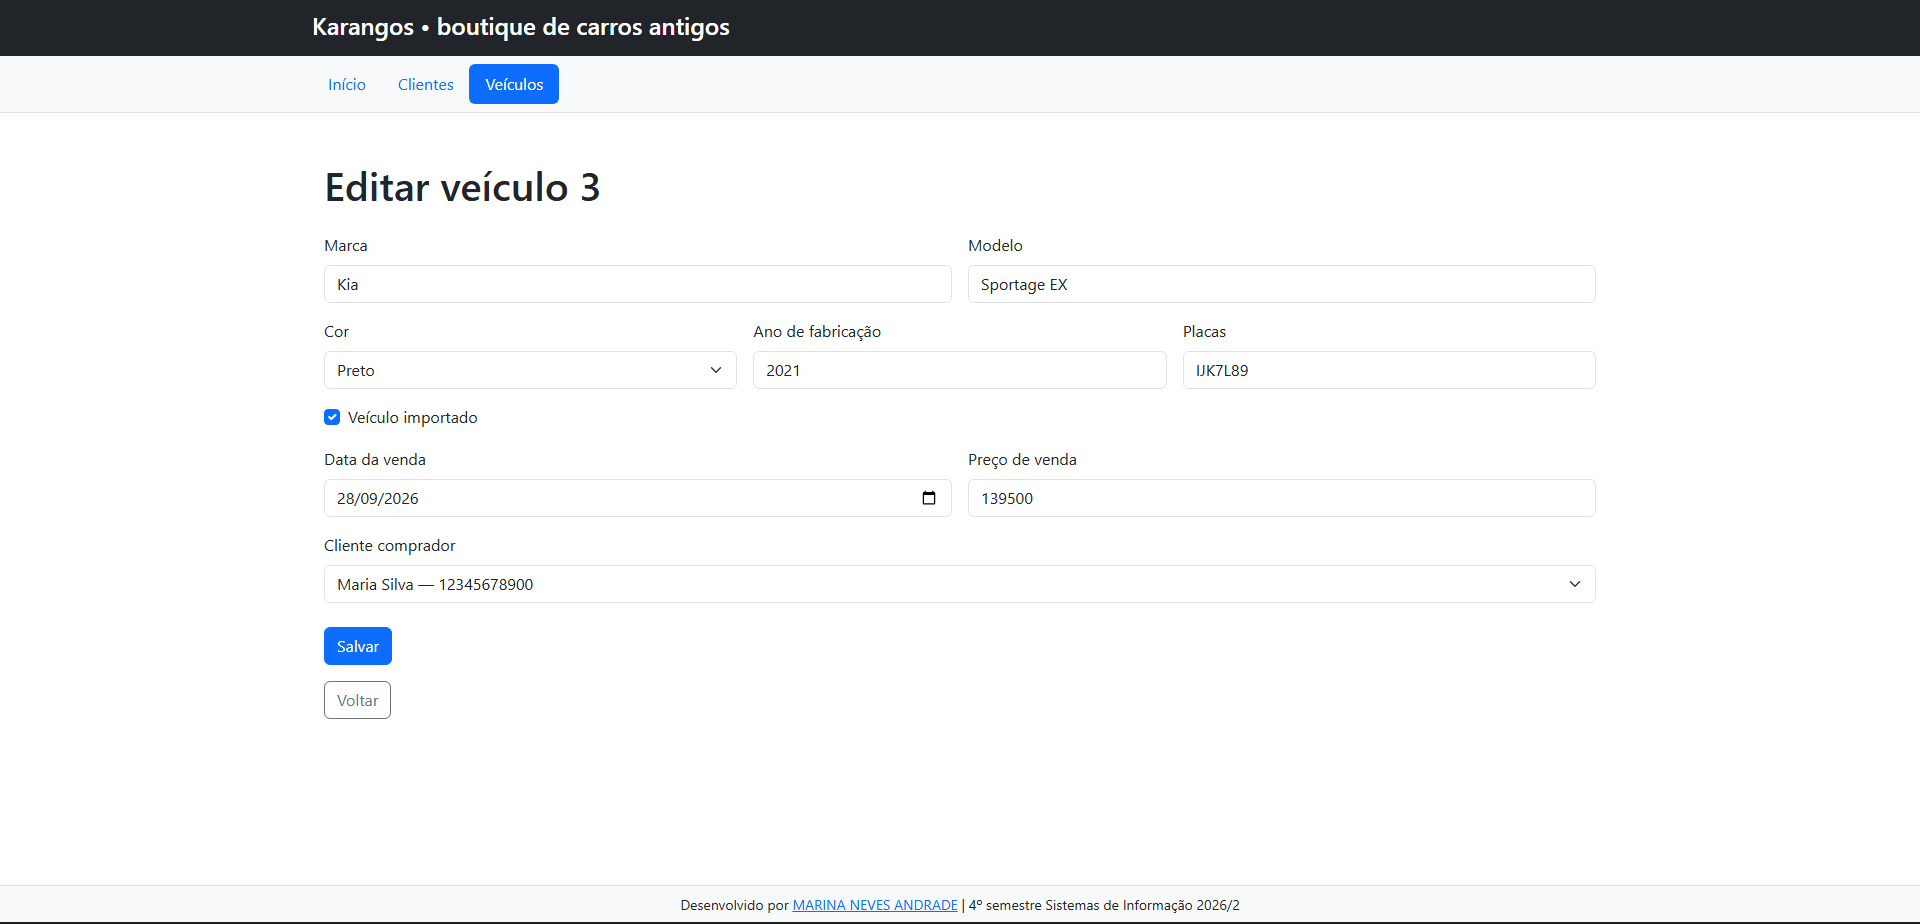 Karangos • boutique de carros antigos
Início Clientes Veículos
Editar veículo 3
Marca Modelo
Kia Sportage EX
Cor Ano de fabricação Placas
Preto 2021 IJK7L89
Veículo importado
Data da venda Preço de venda
28/09/2026 139500
Cliente comprador
Maria Silva — 12345678900
Salvar
Voltar
Desenvolvido por MARINA NEVES ANDRADE | 4º semestre Sistemas de Informação 2026/2